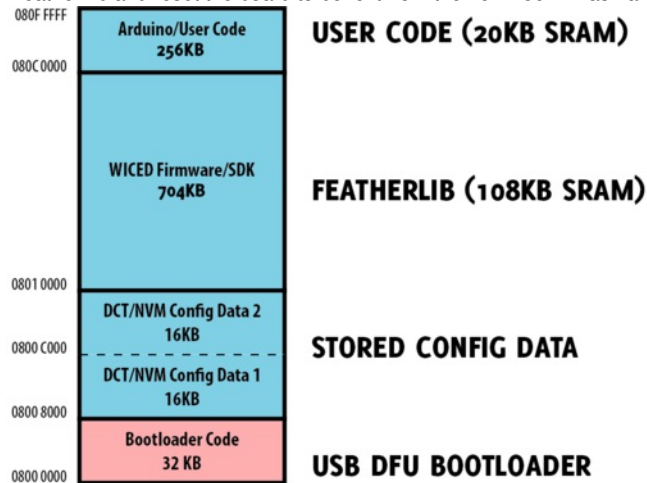 080F FFFF
Arduino/User Code
256KB
USER CODE (20KB SRAM)
080C 0000
WICED Firmware/SDK
704KB
FEATHERLIB (108KB SRAM)
0801 0000
DCT/NVM Config Data 2
16KB
0800 C000
STORED CONFIG DATA
DCT/NVM Config Data 1
16KB
0800 8000
Bootloader Code
32 KB
USB DFU BOOTLOADER
0800 0000